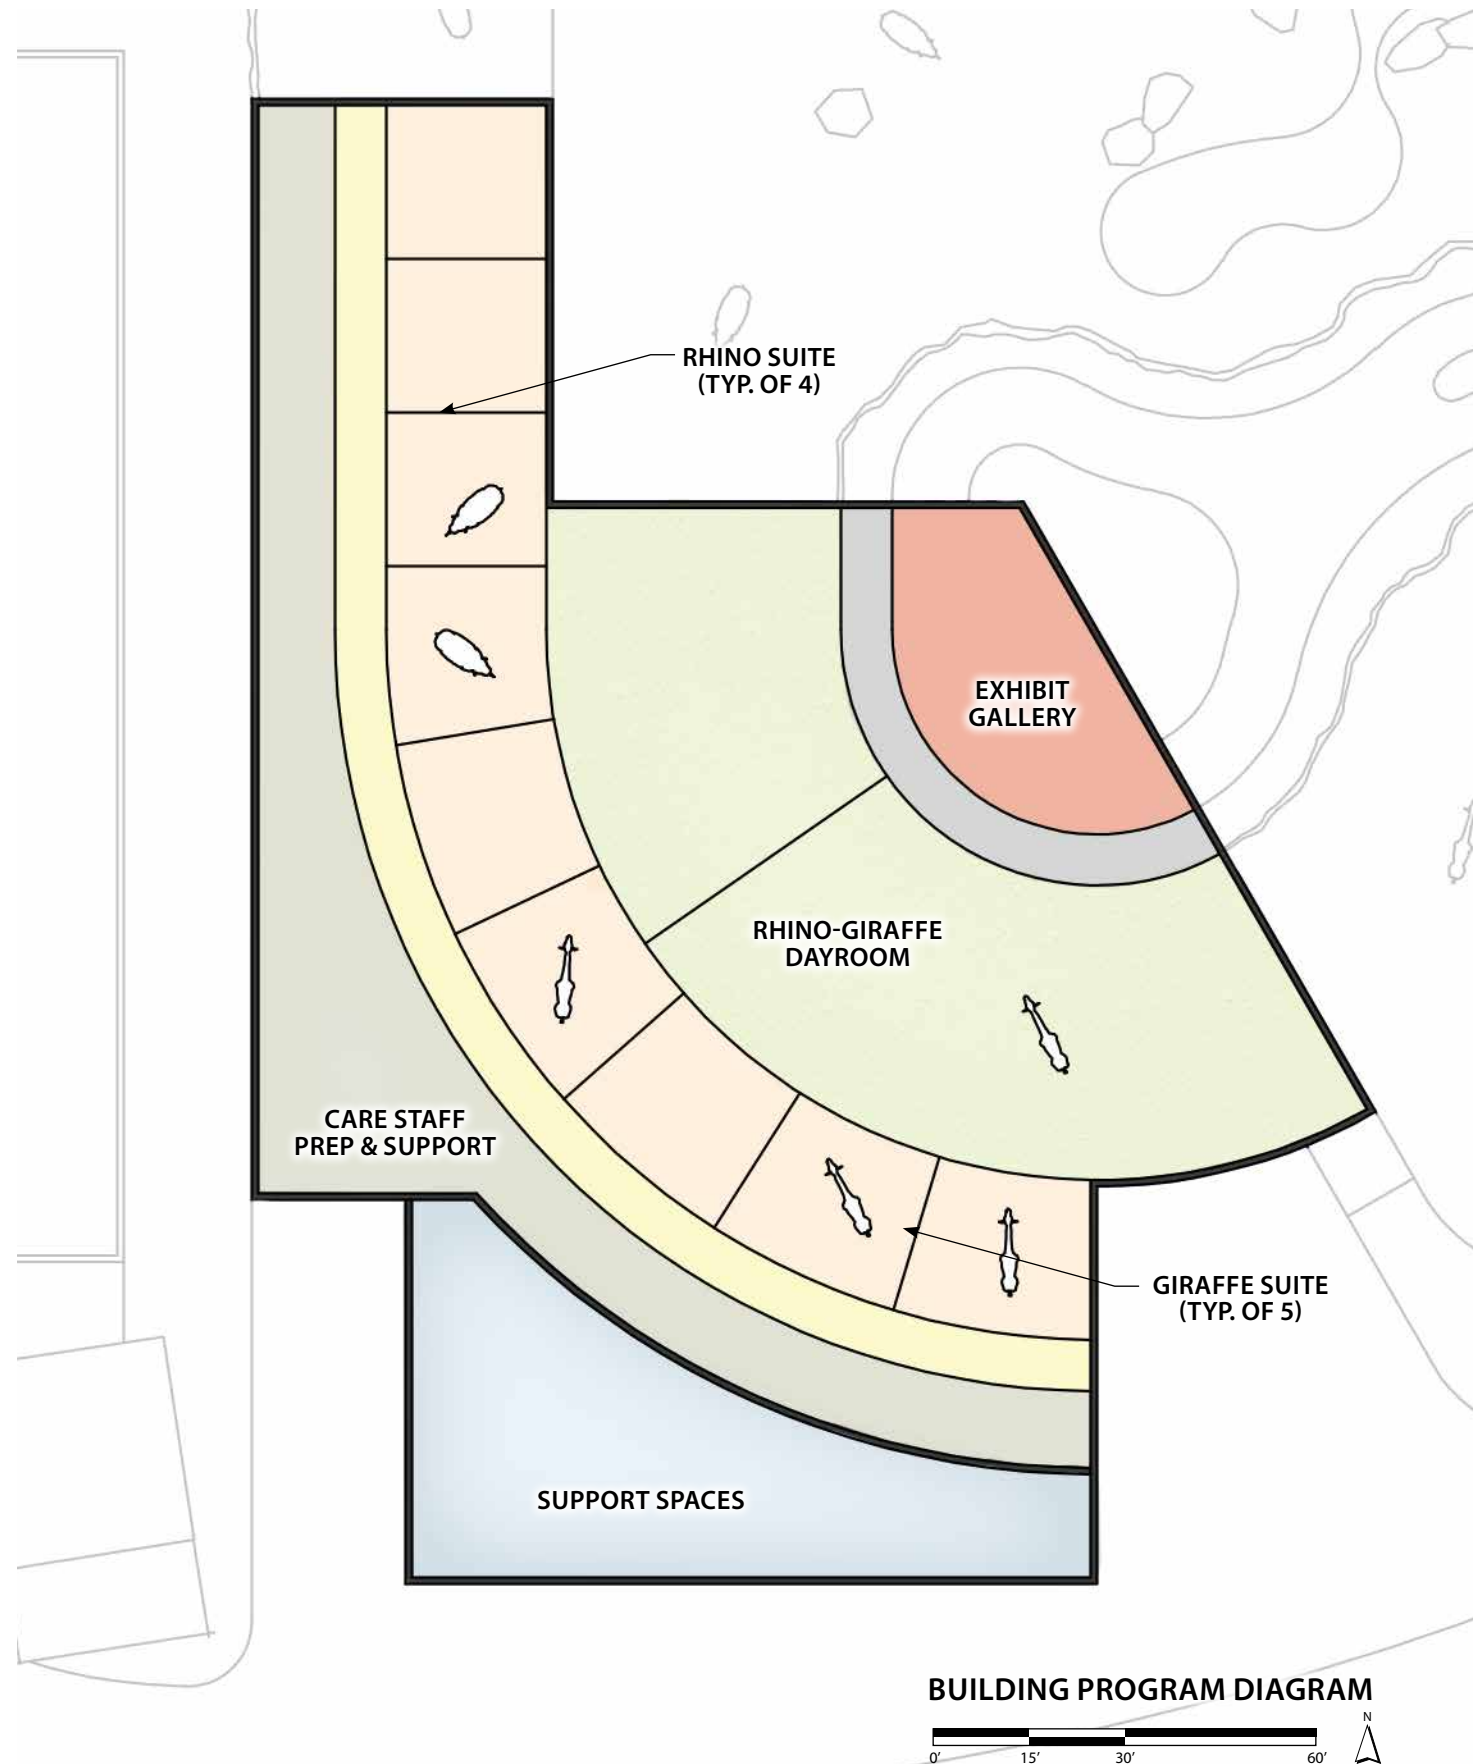 RHINO SUITE
(TYP. OF 4)
EXHIBIT
GALLERY
RHINO-GIRAFFE
DAYROOM
CARE STAFF
PREP & SUPPORT
GIRAFFE SUITE
(TYP. OF 5)
SUPPORT SPACES
BUILDING PROGRAM DIAGRAM
N
0' 15' 30' 60'